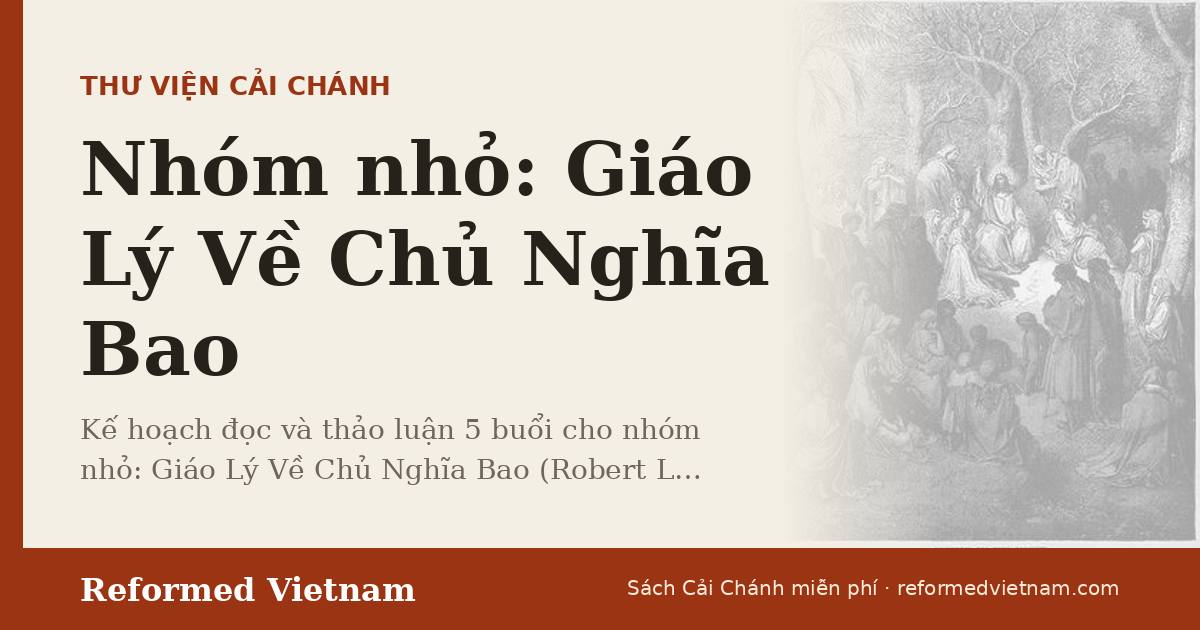 THƯ VIỆN CẢI CHÁNH
Nhóm nhỏ: Giáo
Lý Về Chủ Nghĩa
Bao
Kế hoạch đọc và thảo luận 5 buổi cho nhóm
nhỏ: Giáo Lý Về Chủ Nghĩa Bao (Robert L...
Reformed Vietnam
Sách Cải Chánh miễn phí · reformedvietnam.com